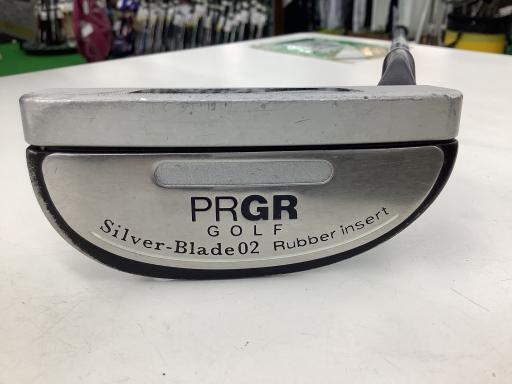 PRGR
GOLF
Silver-Blade02 Rubber insert